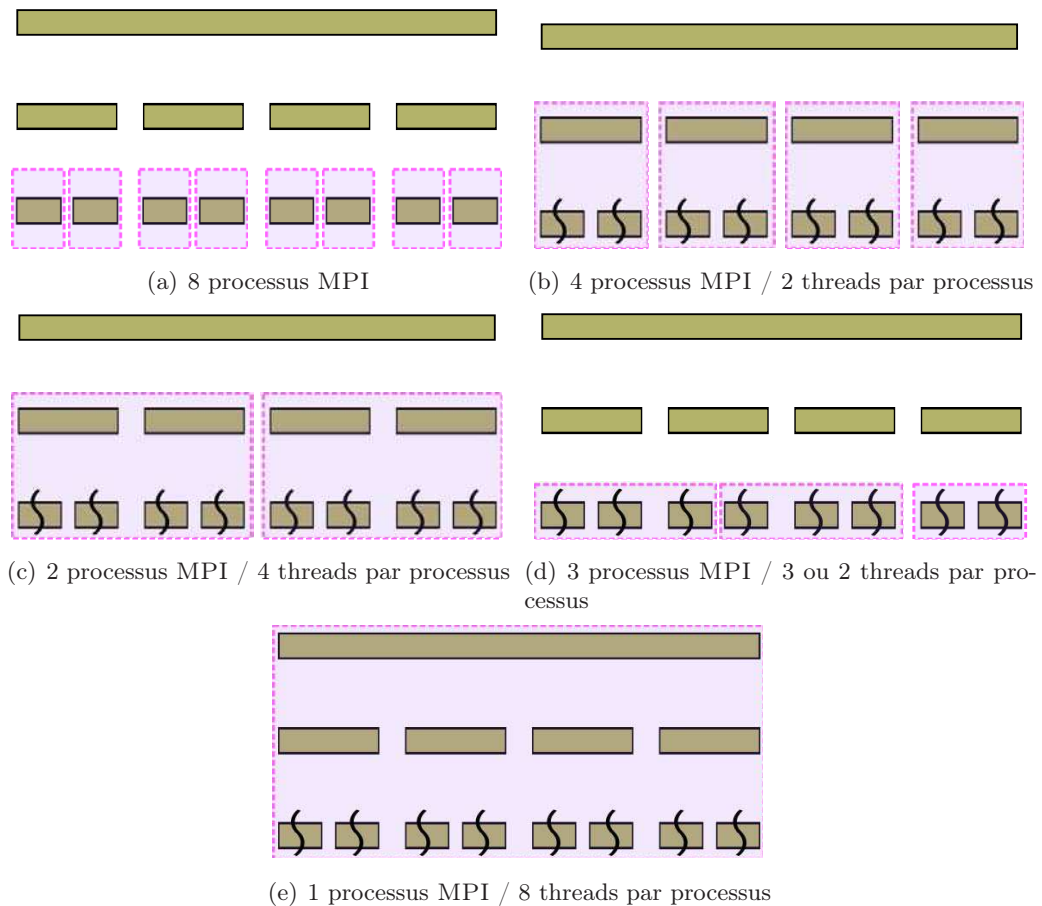 (a) 8 processus MPI
(b) 4 processus MPI / 2 threads par processus
(c) 2 processus MPI / 4 threads par processus
(d) 3 processus MPI / 3 ou 2 threads par pro-
cessus
(e) 1 processus MPI / 8 threads par processus